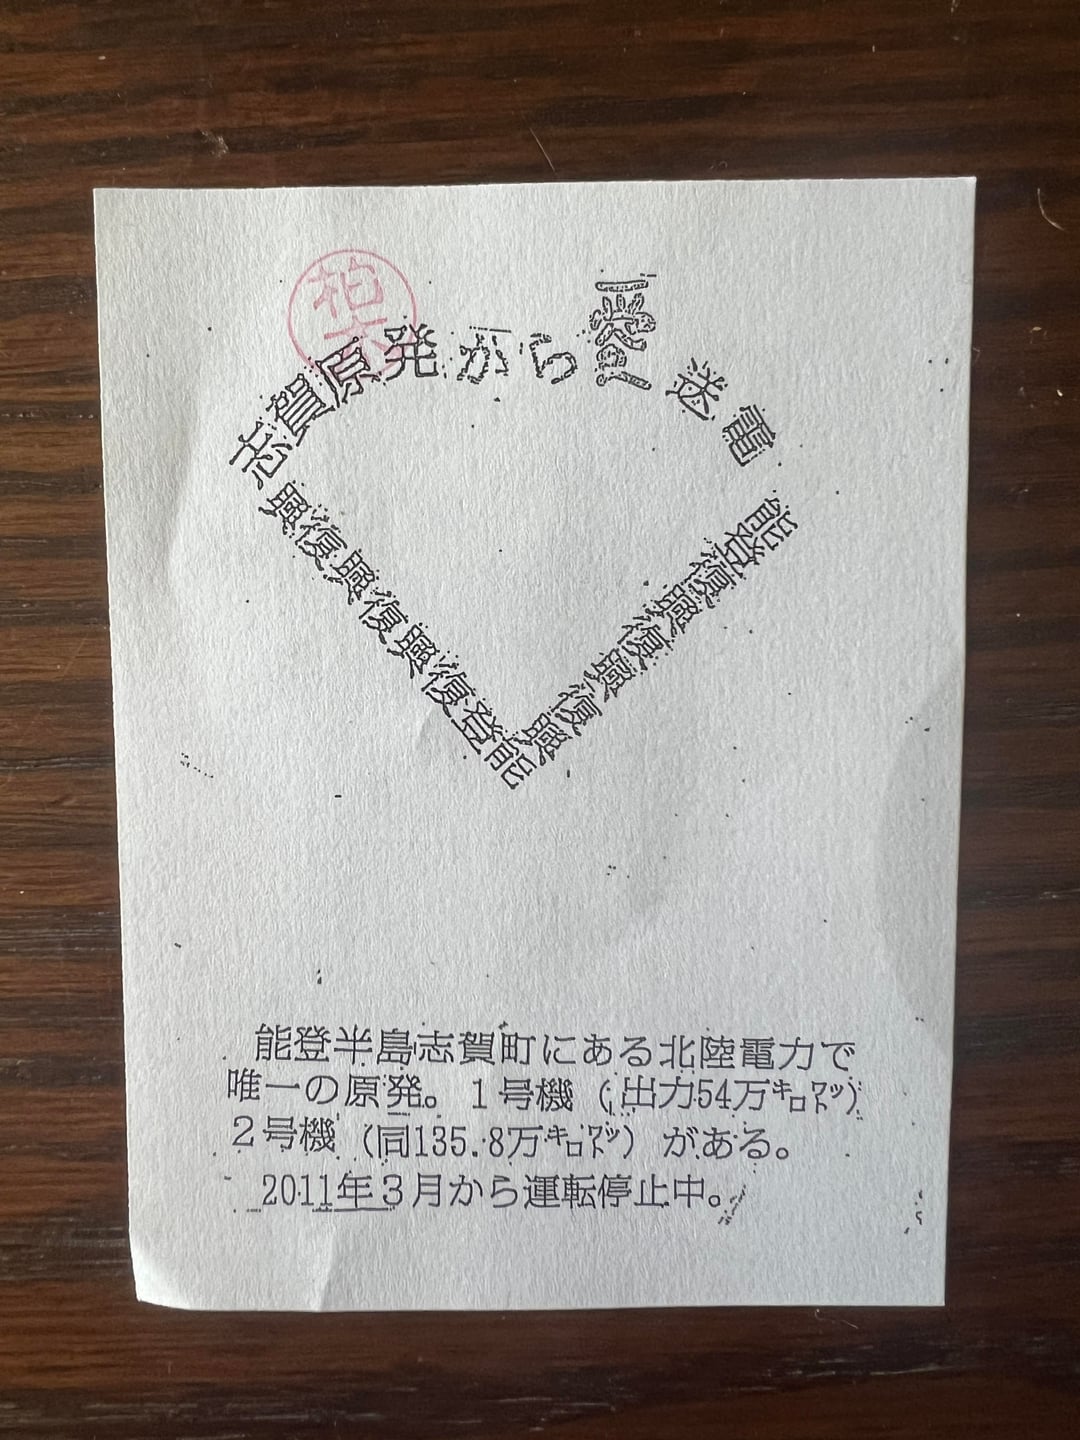 柏木
志賀原発から愛送電
能登復興復興復興
能登復興復興復興
能登半島志賀町にある北陸電力で
唯一の原発。１号機（出力54万㌔㍗）
２号機（同135.8万㌔㍗）がある。
2011年３月から運転停止中。